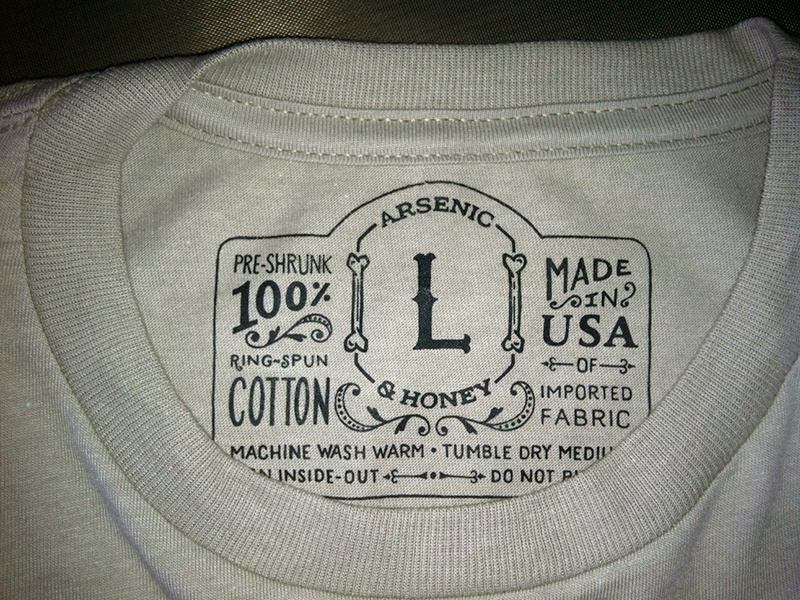 ARSENIC
L
& HONEY
PRE-SHRUNK
100%
RING-SPUN
COTTON
MADE
IN
USA
OF
IMPORTED
FABRIC
MACHINE WASH WARM • TUMBLE DRY
INSIDE-OUT DO NOT